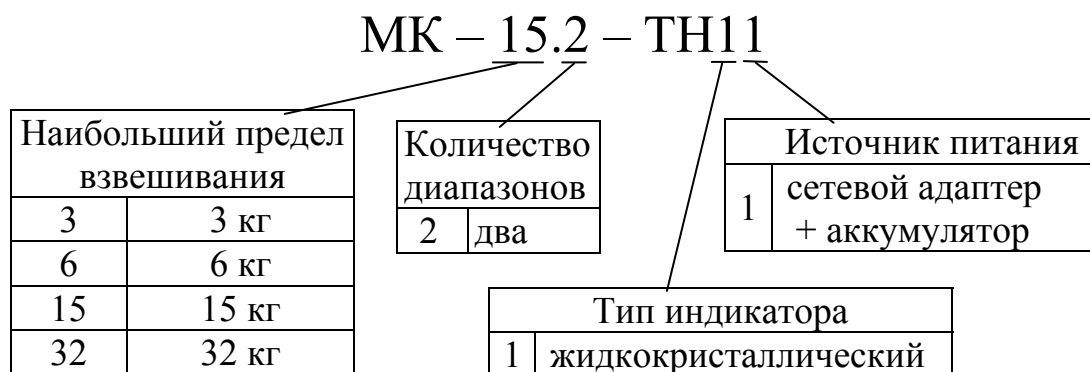 МК – 15.2 – ТН11
Наибольший предел
взвешивания
3 3 кг
6 6 кг
15 15 кг
32 32 кг
Количество
диапазонов
2 два
Источник питания
1 сетевой адаптер
+ аккумулятор
Тип индикатора
1 жидкокристаллический